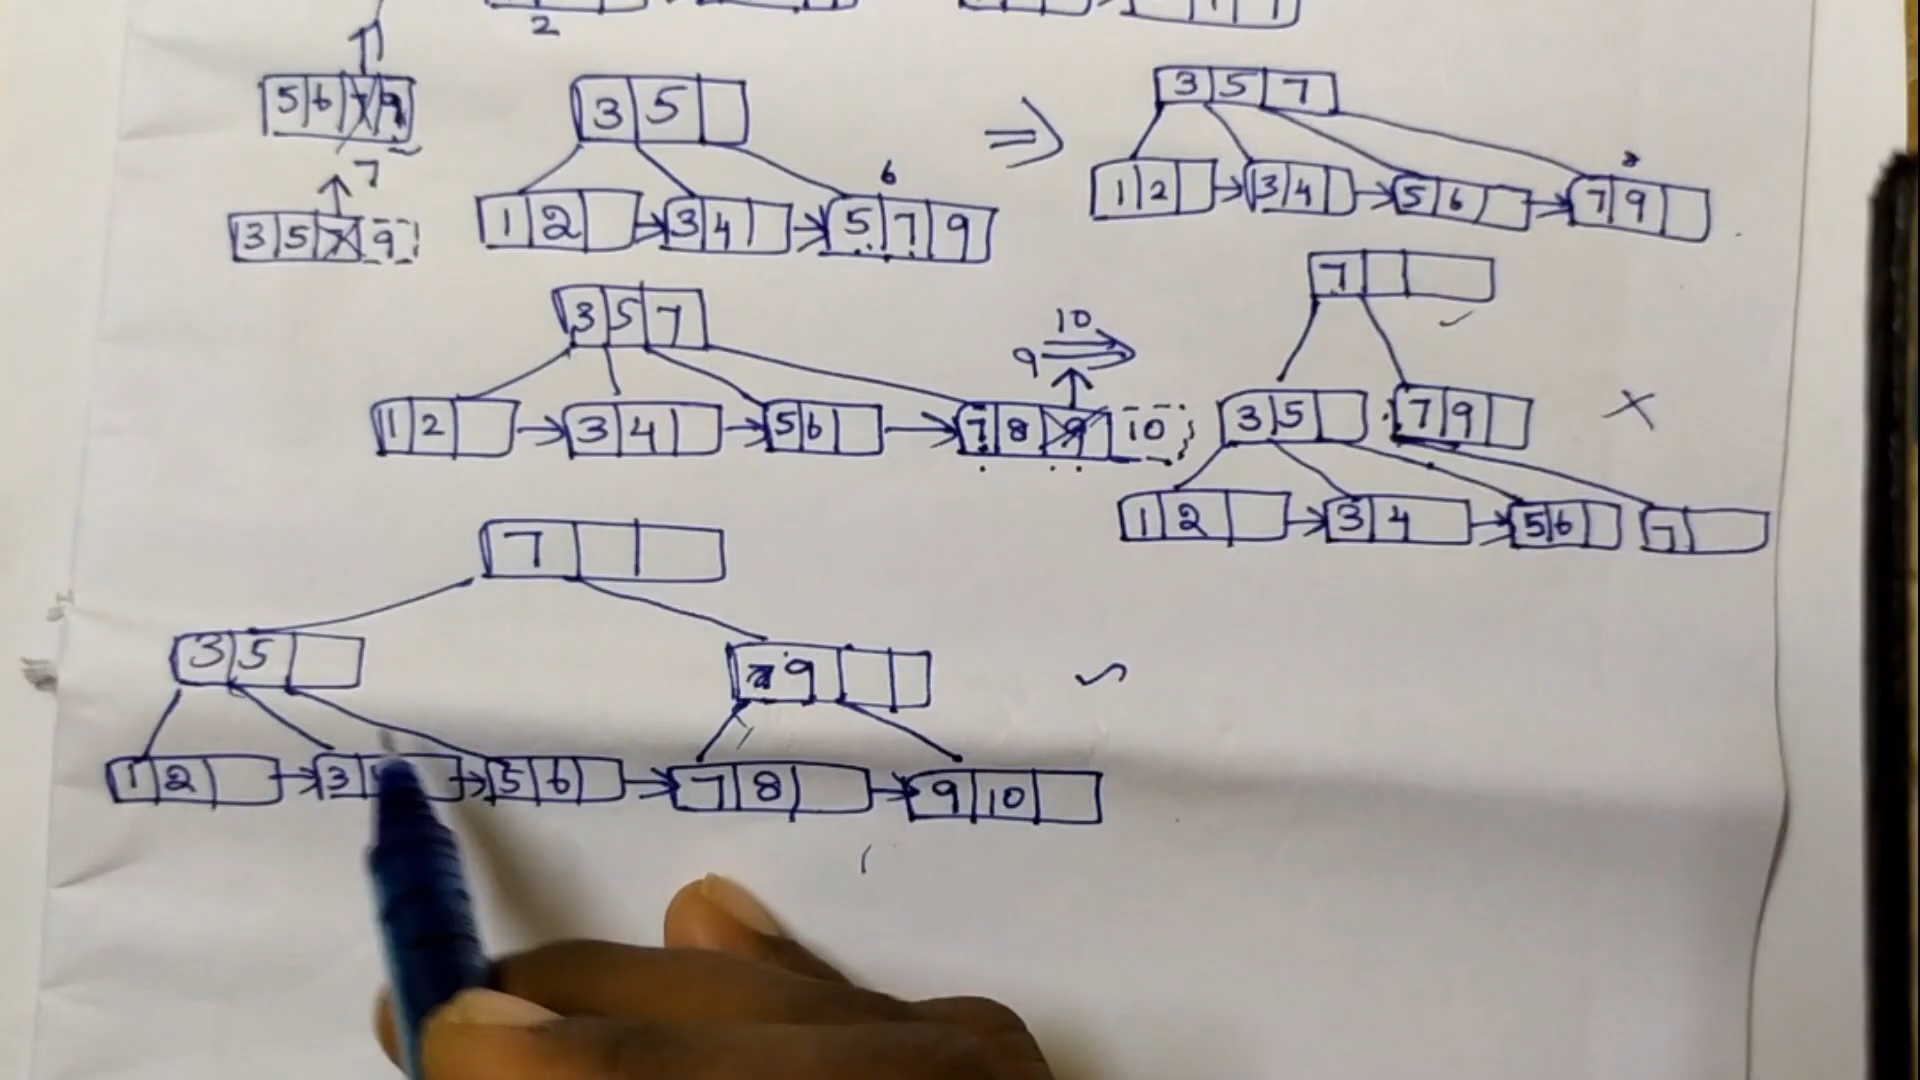 2
5 6 7 9
7
3 5 7 9
3 5
6
1 2 3 4 5 7 9
3 5 7
1 2 3 4 5 6 7 9
3 5 7
9 10
1 2 3 4 5 6 7 8 9 10
7
3 5 7 9 X
1 2 3 4 5 6 7
7
3 5 9
1 2 3 5 6 7 8 9 10